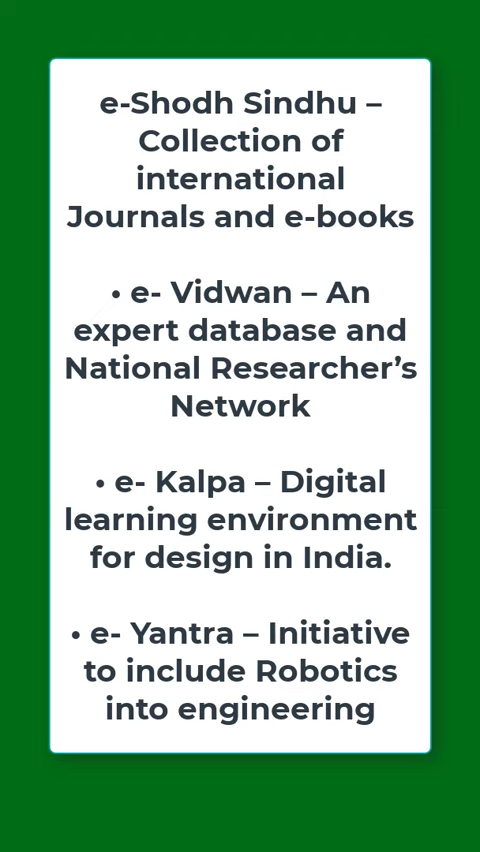 e-Shodh Sindhu –
Collection of
international
Journals and e-books
• e- Vidwan – An
expert database and
National Researcher’s
Network
• e- Kalpa – Digital
learning environment
for design in India.
• e- Yantra – Initiative
to include Robotics
into engineering